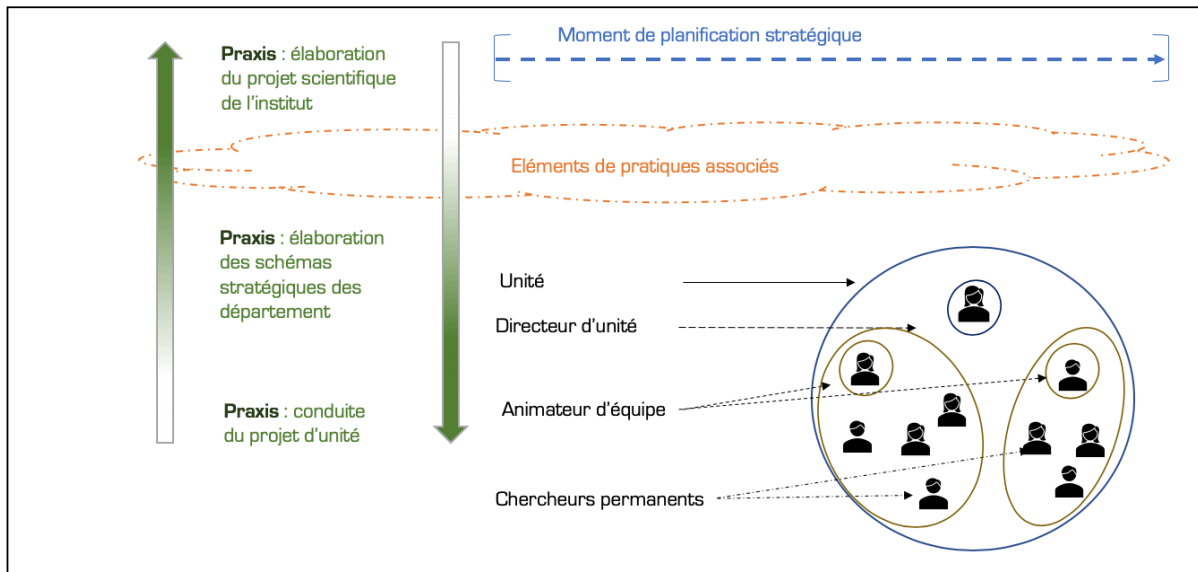 Praxis : élaboration
du projet scientifique
de l'institut
Moment de planification stratégique
Eléments de pratiques associés
Praxis : élaboration
des schémas
stratégiques des
département
Unité
Directeur d'unité
Praxis : conduite
du projet d'unité
Animateur d'équipe
Chercheurs permanents